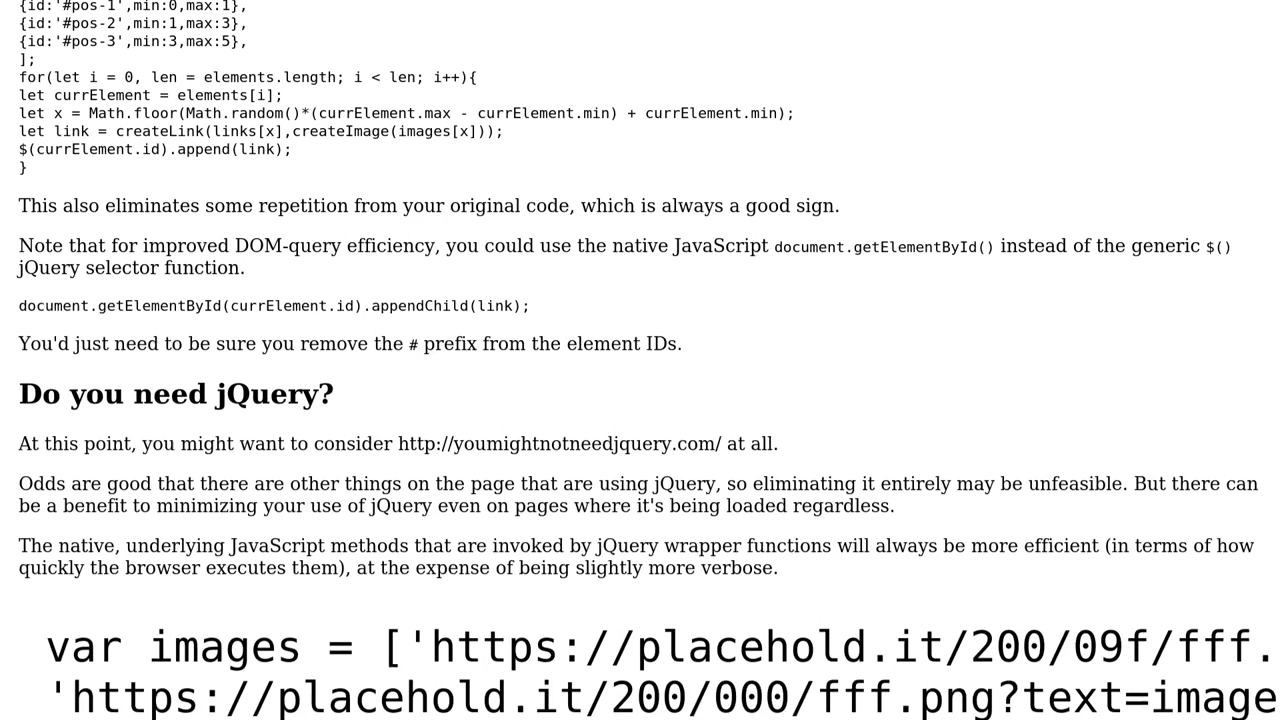 {id:'#pos-1',min:0,max:1},
{id:'#pos-2',min:1,max:3},
{id:'#pos-3',min:3,max:5},
];
for(let i = 0, len = elements.length; i < len; i++){
let currElement = elements[i];
let x = Math.floor(Math.random()*(currElement.max - currElement.min) + currElement.min);
let link = createLink(links[x],createImage(images[x]));
$(currElement.id).append(link);
}
This also eliminates some repetition from your original code, which is always a good sign.
Note that for improved DOM-query efficiency, you could use the native JavaScript document.getElementById() instead of the generic $()
jQuery selector function.
document.getElementById(currElement.id).appendChild(link);
You'd just need to be sure you remove the # prefix from the element IDs.
Do you need jQuery?
At this point, you might want to consider http://youmightnotneedjquery.com/ at all.
Odds are good that there are other things on the page that are using jQuery, so eliminating it entirely may be unfeasible. But there can
be a benefit to minimizing your use of jQuery even on pages where it's being loaded regardless.
The native, underlying JavaScript methods that are invoked by jQuery wrapper functions will always be more efficient (in terms of how
quickly the browser executes them), at the expense of being slightly more verbose.
var images = ['https://placehold.it/200/09f/fff.
'https://placehold.it/200/000/fff.png?text=image